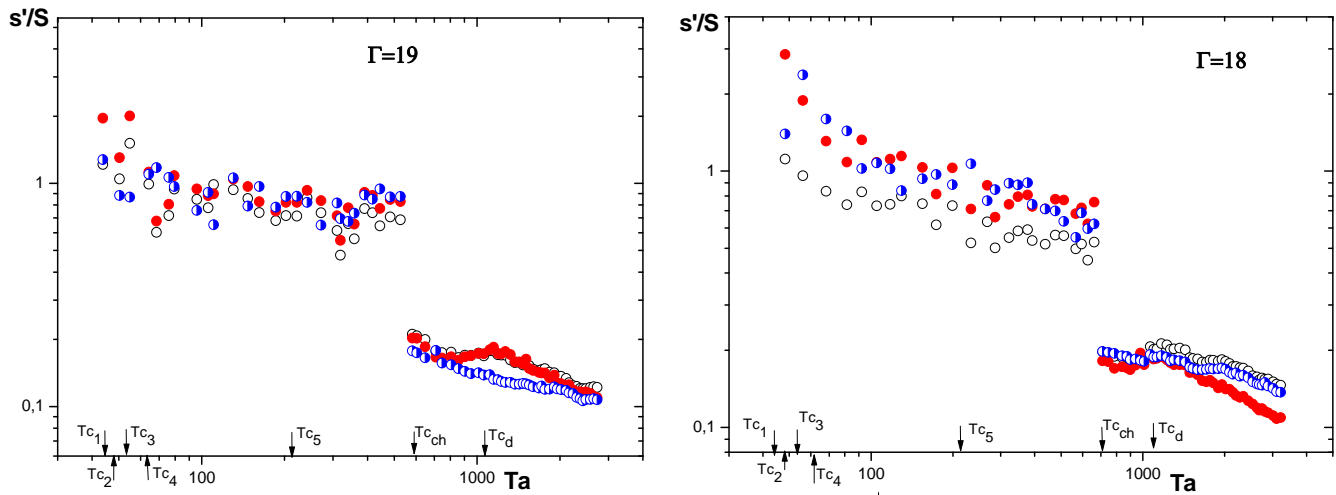 s'/S
Γ=19
1
0,1
Tc1
Tc3
Tc5
Tcch
Tcd
Tc2
Tc4
100
1000
Ta
s'/S
Γ=18
1
0,1
Tc1
Tc3
Tc5
Tcch
Tcd
Tc2
Tc4
100
1000
Ta